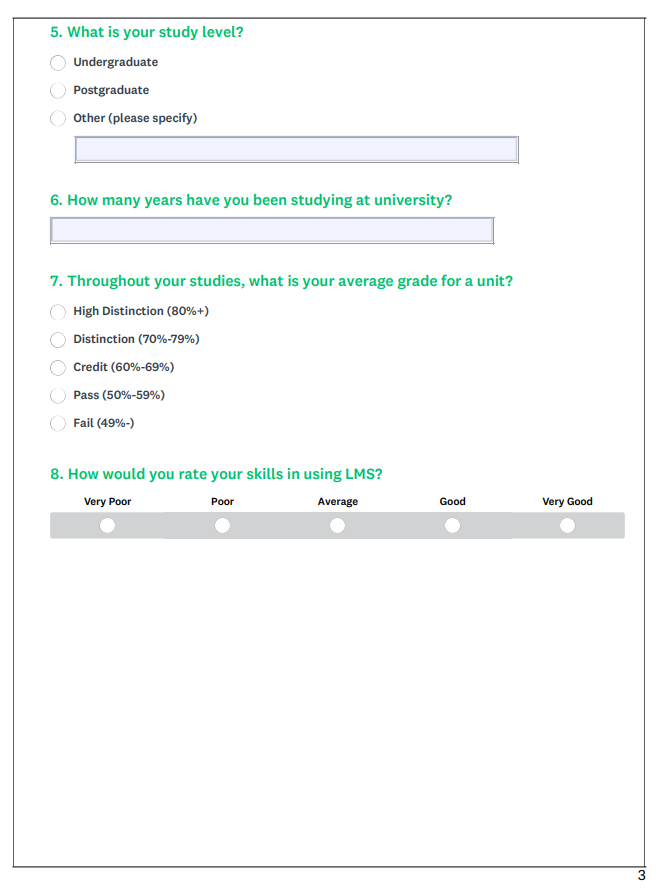 5. What is your study level?
Undergraduate
Postgraduate
Other (please specify)
6. How many years have you been studying at university?
7. Throughout your studies, what is your average grade for a unit?
High Distinction (80%+)
Distinction (70%-79%)
Credit (60%-69%)
Pass (50%-59%)
Fail (49%-)
8. How would you rate your skills in using LMS?
Very Poor Poor Average Good Very Good
3